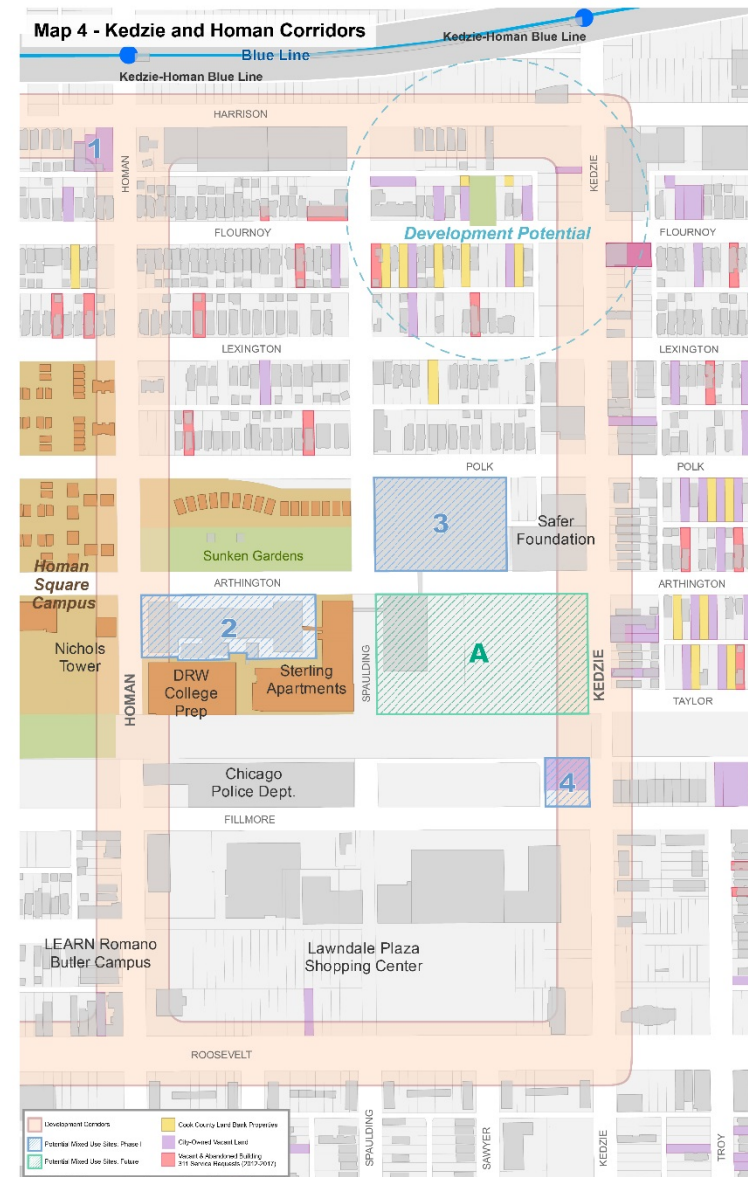 Map 4 - Kedzie and Homan Corridors
Kedzie-Homan Blue Line
Blue Line
Kedzie-Homan Blue Line
HARRISON
1
HOMAN
KEDZIE
FLOURNOY
Development Potential
FLOURNOY
LEXINGTON
LEXINGTON
POLK
POLK
3
Safer
Foundation
Sunken Gardens
Homan
Square
Campus
ARTHINGTON
ARTHINGTON
2
Nichols
Tower
DRW
College
Prep
Sterling
Apartments
SPAULDING
A
KEDZIE
HOMAN
TAYLOR
Chicago
Police Dept.
4
FILLMORE
LEARN Romano
Butler Campus
Lawndale Plaza
Shopping Center
ROOSEVELT
SPAULDING
SAWYER
KEDZIE
TROY
Development Corridors
Potential Mixed Use Sites, Phase I
Potential Mixed Use Sites, Future
Cook County Land Bank Properties
City-Owned Vacant Land
Vacant & Abandoned Building
311 Service Requests (2012-2017)